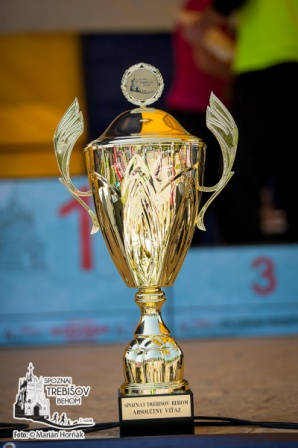 1
3
SPOZNAJ TREBIŠOV BEHOM
ABSOLÚTNY VÍŤAZ
SPOZNAJ
TREBIŠOV
BEHOM
Foto: © Marián Horňák